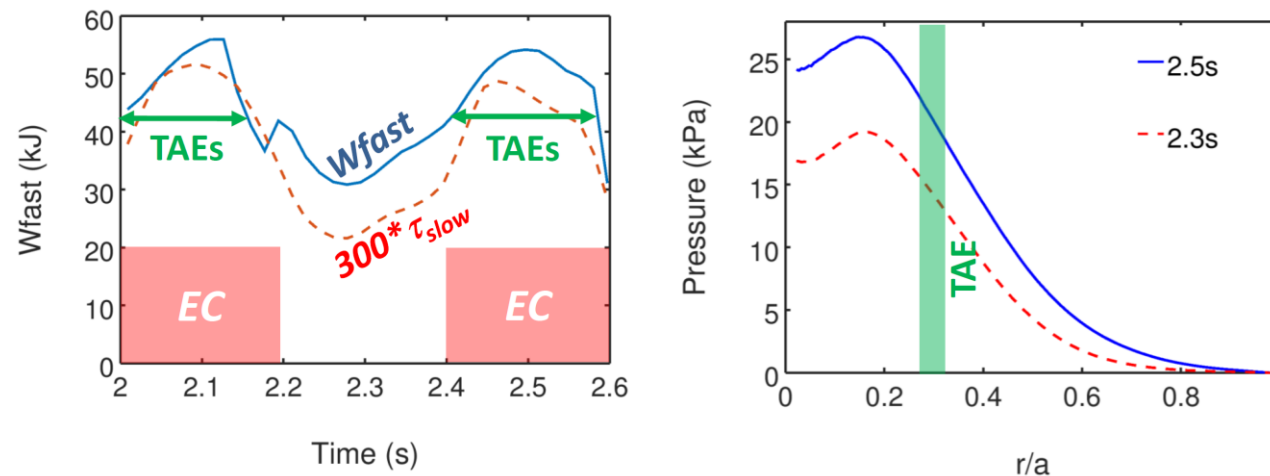 60
50
40
30
20
10
0
Wfast (kJ)
TAEs
TAEs
Wfast
300* τslow
EC
EC
2
2.1
2.2
2.3
2.4
2.5
2.6
Time (s)
25
20
15
10
5
0
Pressure (kPa)
2.5s
2.3s
TAE
0
0.2
0.4
0.6
0.8
r/a